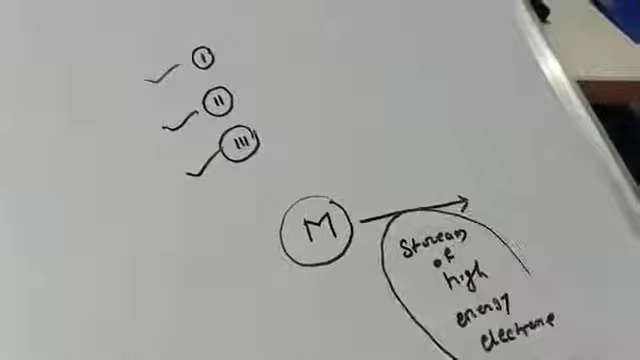 I
II
III
M
Stream
of
high
energy
electrons